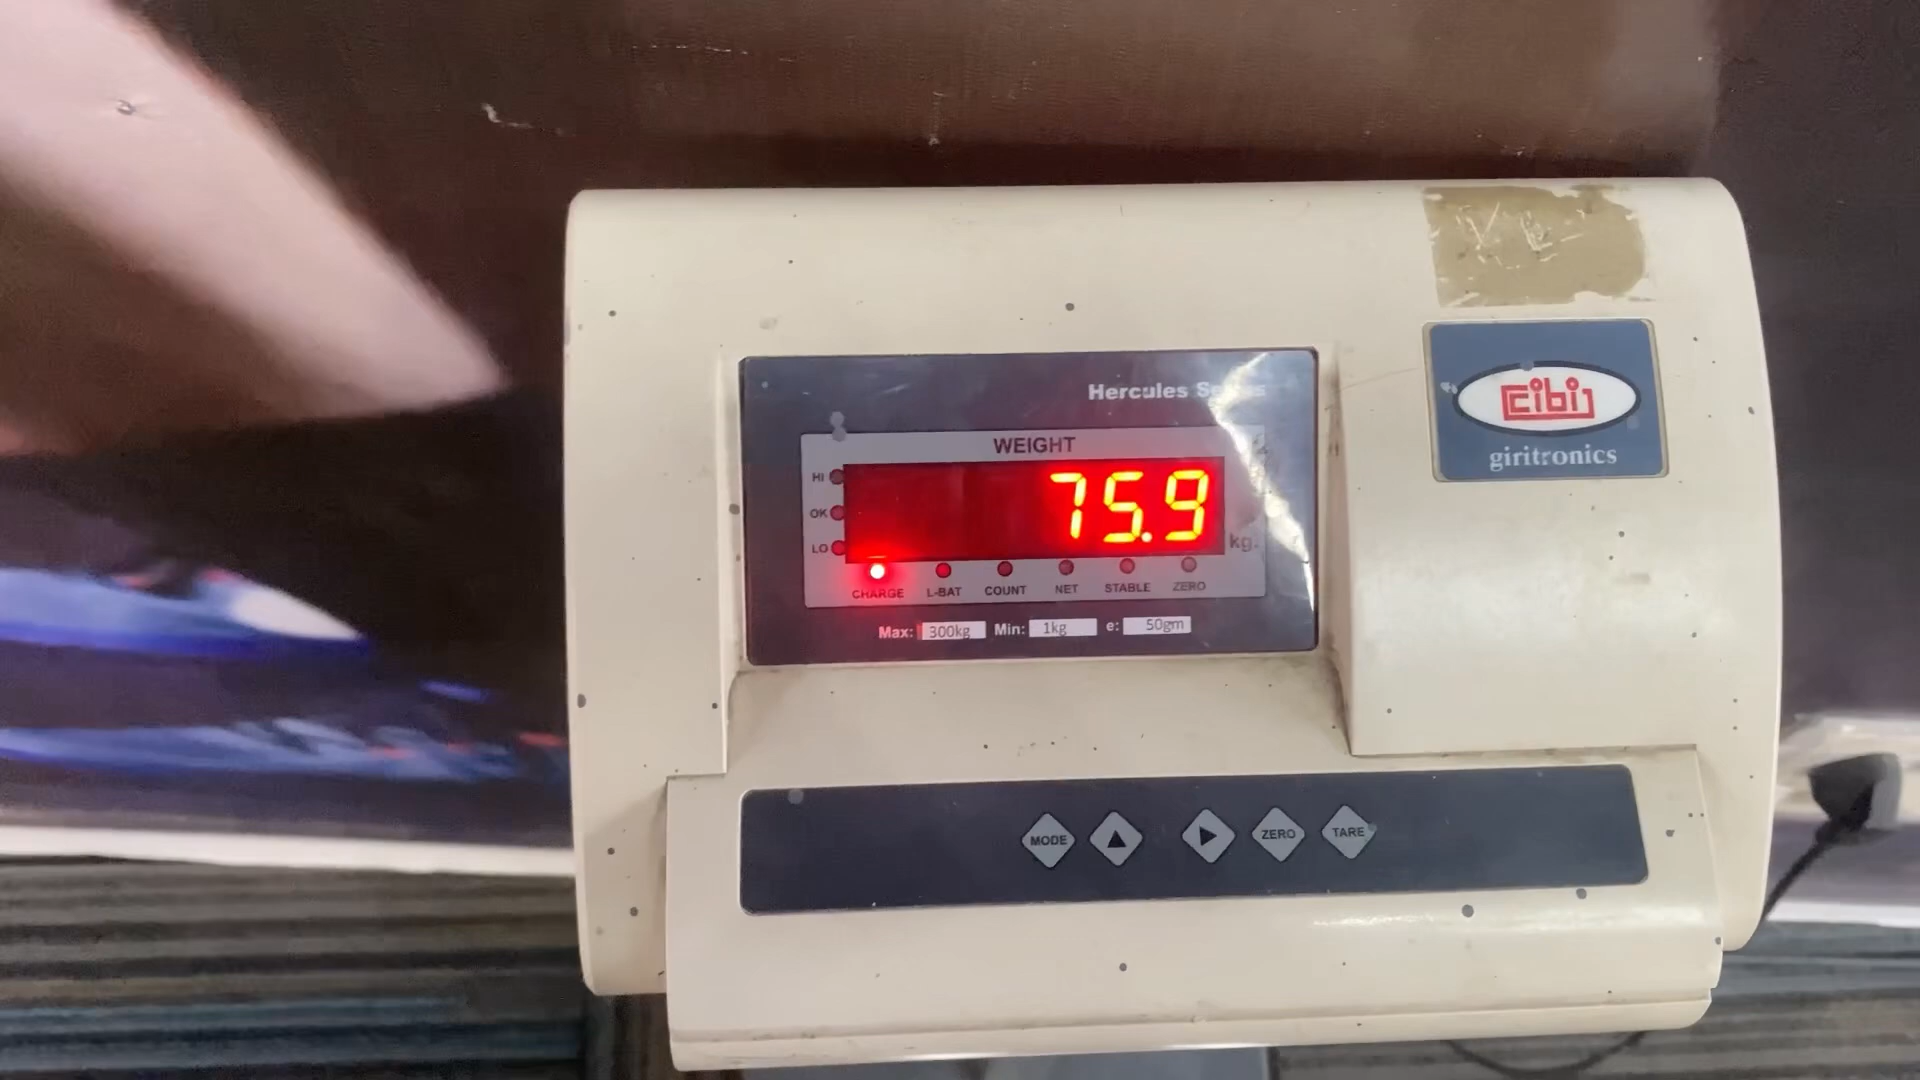 Hercules Series
WEIGHT
HI
OK
LO
75.9
kg.
CHARGE L-BAT COUNT NET STABLE ZERO
Max: 300kg Min: 1kg e: 50gm
cibi
giritronics
MODE ZERO TARE